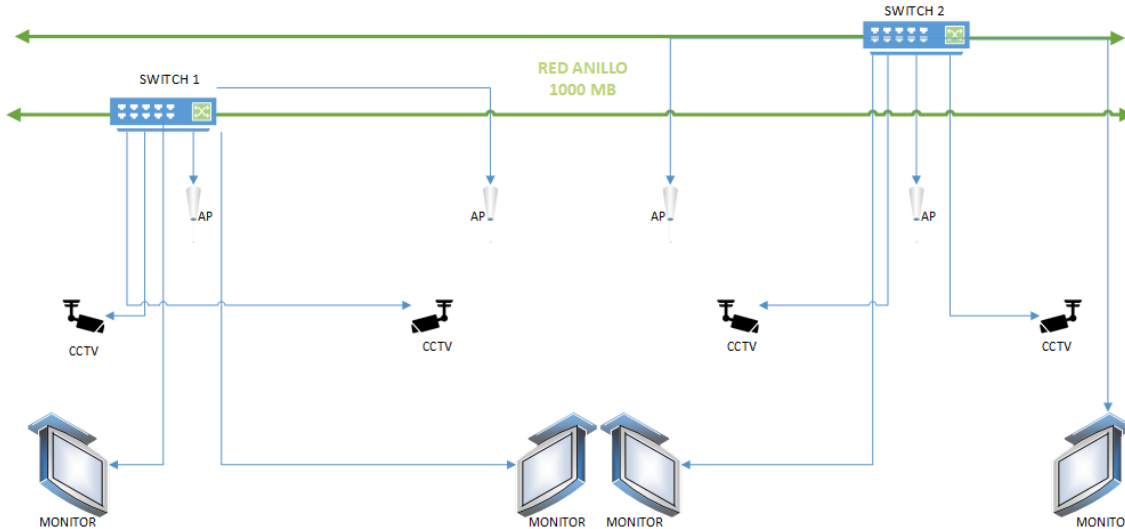 SWITCH 2
RED ANILLO
1000 MB
SWITCH 1
AP
AP
AP
AP
CCTV
CCTV
CCTV
CCTV
MONITOR
MONITOR
MONITOR
MONITO